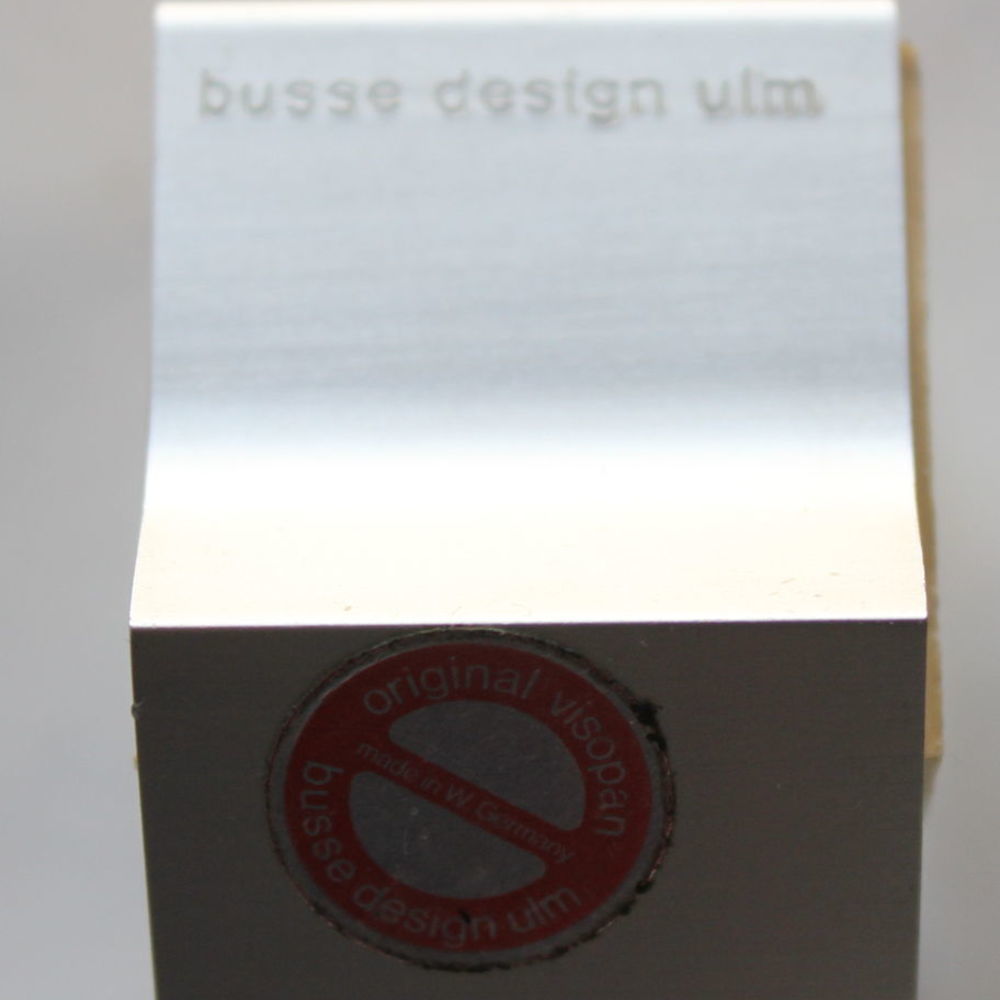 busse design ulm
original visopan
made in W. Germany
busse design ulm